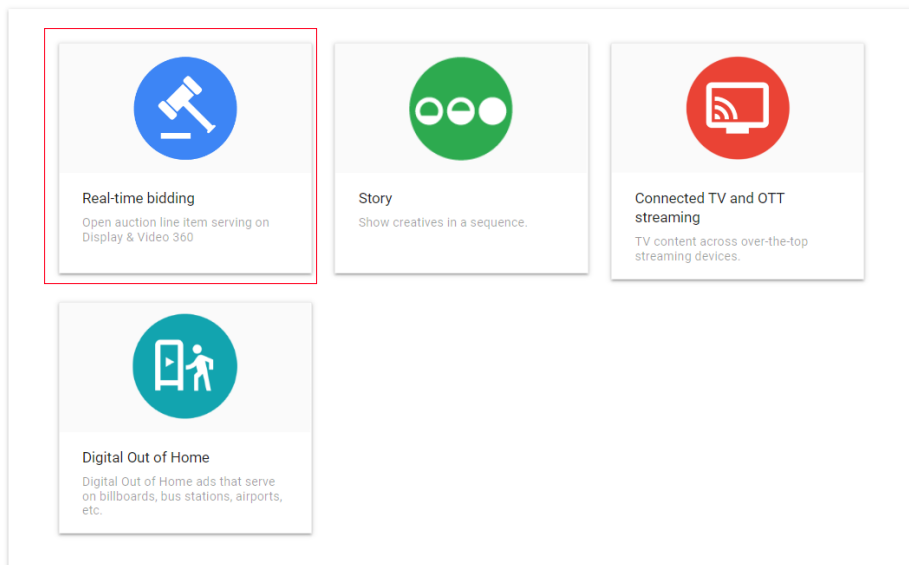 Real-time bidding
Open auction line item serving on
Display & Video 360
Story
Show creatives in a sequence.
Connected TV and OTT
streaming
TV content across over-the-top
streaming devices.
Digital Out of Home
Digital Out of Home ads that serve
on billboards, bus stations, airports,
etc.